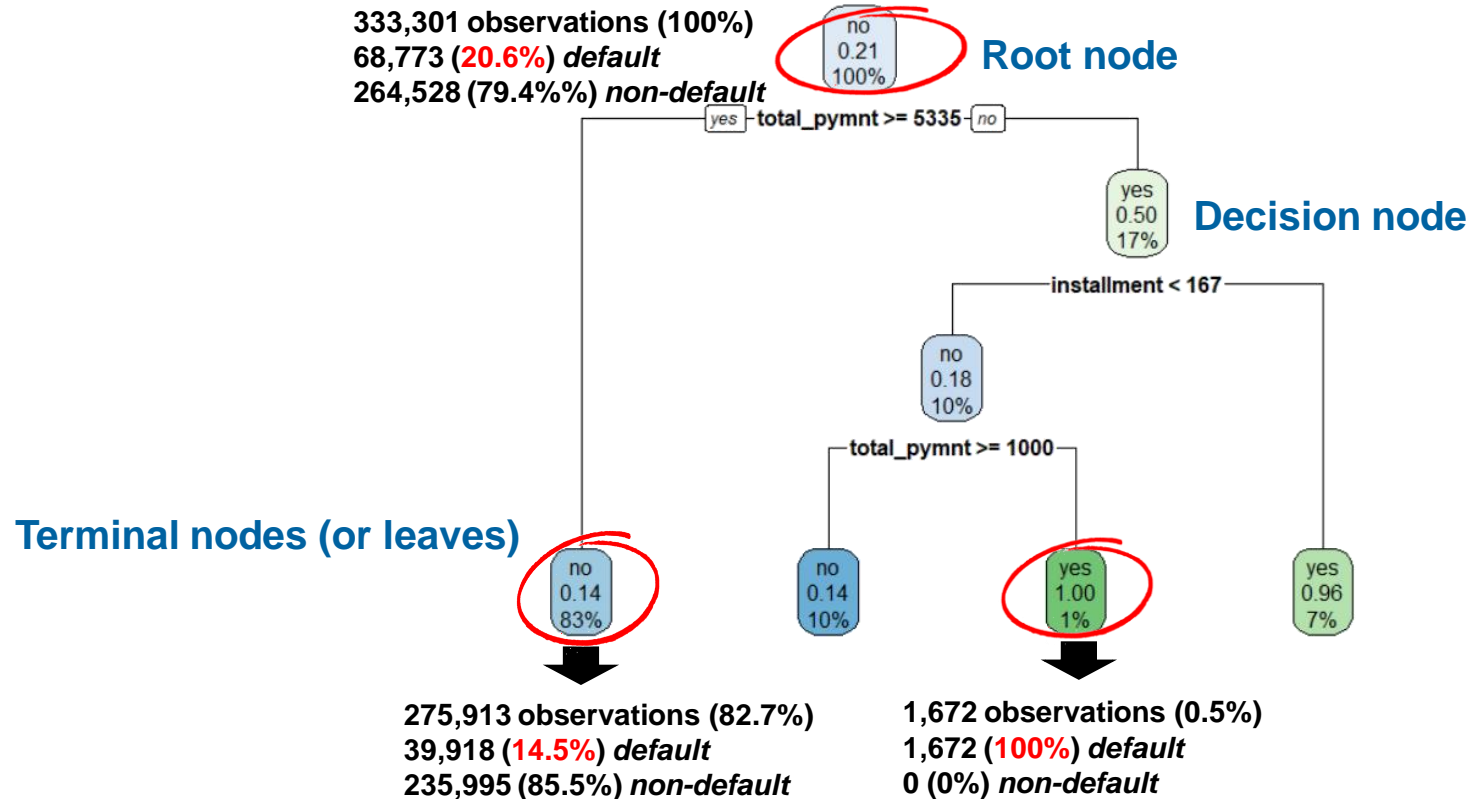 333,301 observations (100%)
68,773 (20.6%) default
264,528 (79.4%%) non-default
no
0.21
100%
Root node
yes total_pymnt >= 5335 no
yes
0.50
17%
Decision node
installment < 167
no
0.18
10%
total_pymnt >= 1000
Terminal nodes (or leaves)
no
0.14
83%
no
0.14
10%
yes
1.00
1%
yes
0.96
7%
275,913 observations (82.7%)
39,918 (14.5%) default
235,995 (85.5%) non-default
1,672 observations (0.5%)
1,672 (100%) default
0 (0%) non-default